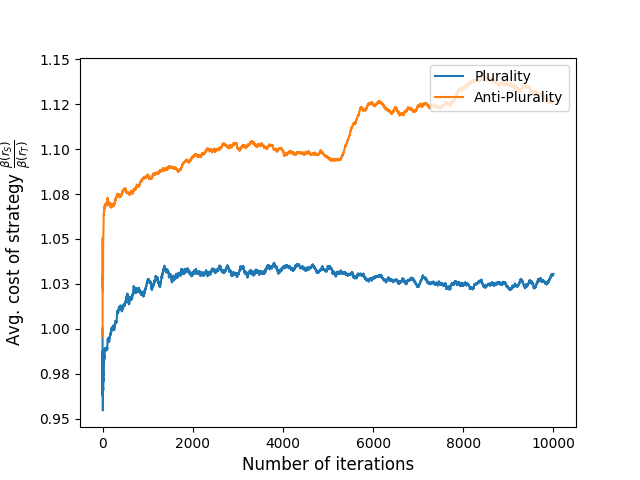 1.15
1.12
1.10
1.08
1.05
1.03
1.00
0.98
0.95
Avg. cost of strategy β(r_S)/β(r_T)
Plurality
Anti-Plurality
0 2000 4000 6000 8000 10000
Number of iterations